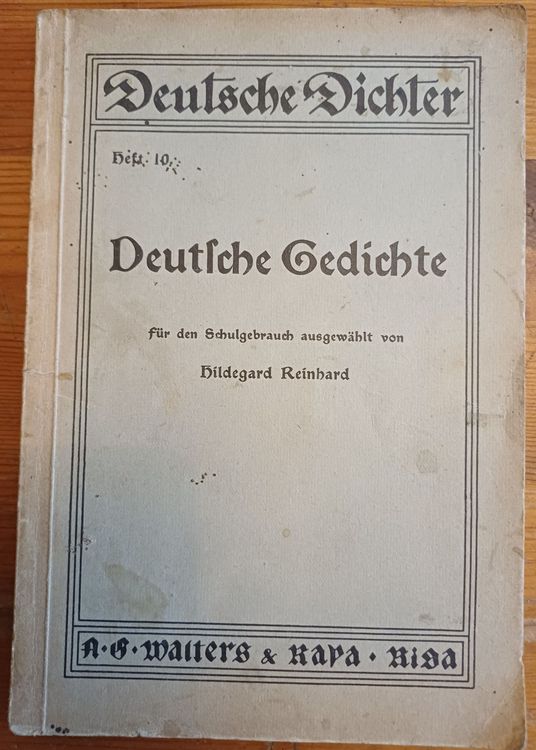 Deutsche Dichter
Heft 10.
Deutſche Gedichte
für den Schulgebrauch ausgewählt von
Hildegard Reinhard
A·G·Walters & Rapa · Riga